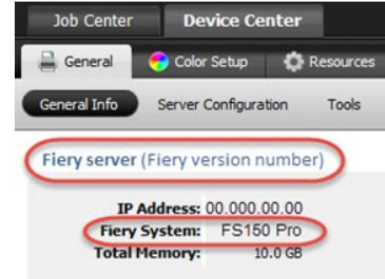 Job Center Device Center
General Color Setup Resources
General Info Server Configuration Tools
Fiery server (Fiery version number)
IP Address: 00.000.00.00
Fiery System: FS150 Pro
Total Memory: 10.0 GB